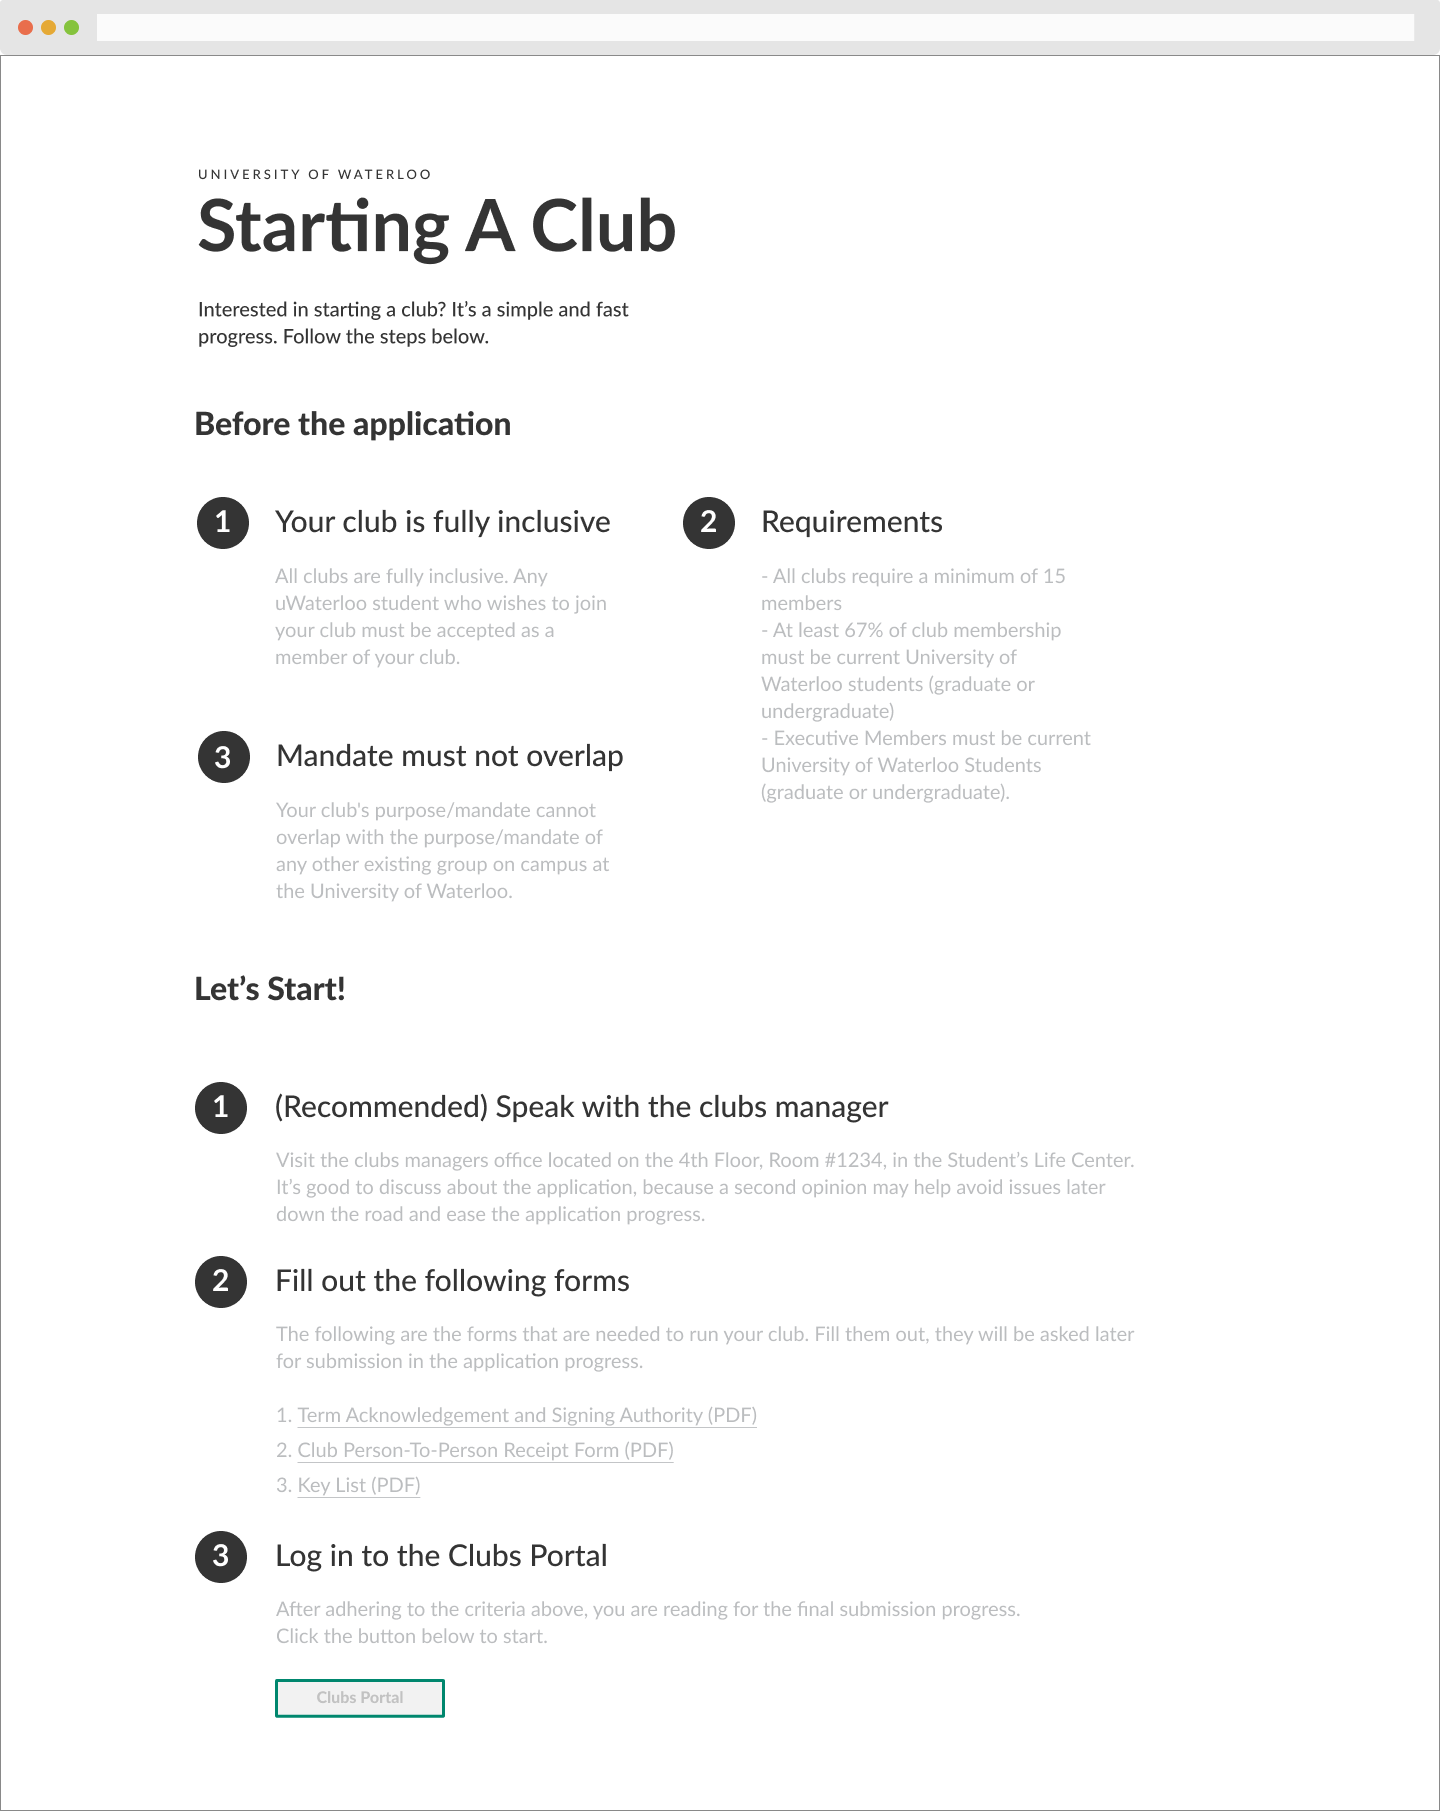 UNIVERSITY OF WATERLOO
Starting A Club
Interested in starting a club? It’s a simple and fast
progress. Follow the steps below.
Before the application
1
Your club is fully inclusive
All clubs are fully inclusive. Any
uWaterloo student who wishes to join
your club must be accepted as a
member of your club.
2
Requirements
- All clubs require a minimum of 15
members
- At least 67% of club membership
must be current University of
Waterloo students (graduate or
undergraduate)
- Executive Members must be current
University of Waterloo Students
(graduate or undergraduate).
3
Mandate must not overlap
Your club's purpose/mandate cannot
overlap with the purpose/mandate of
any other existing group on campus at
the University of Waterloo.
Let’s Start!
1
(Recommended) Speak with the clubs manager
Visit the clubs managers office located on the 4th Floor, Room #1234, in the Student’s Life Center.
It’s good to discuss about the application, because a second opinion may help avoid issues later
down the road and ease the application progress.
2
Fill out the following forms
The following are the forms that are needed to run your club. Fill them out, they will be asked later
for submission in the application progress.
1. Term Acknowledgement and Signing Authority (PDF)
2. Club Person-To-Person Receipt Form (PDF)
3. Key List (PDF)
3
Log in to the Clubs Portal
After adhering to the criteria above, you are reading for the final submission progress.
Click the button below to start.
Clubs Portal